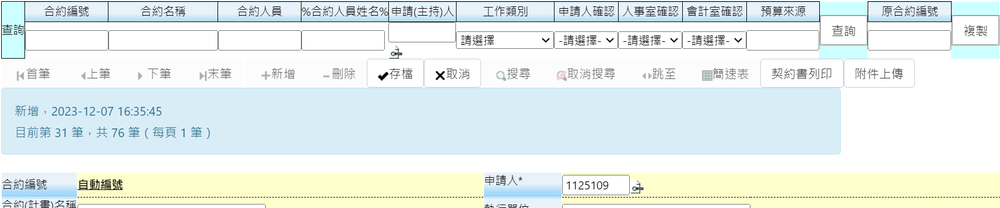 查詢 合約編號 合約名稱 合約人員 %合約人員姓名% 申請(主持)人 工作類別 申請人確認 人事室確認 會計室確認 預算來源 查詢 原合約編號 複製
請選擇 -請選擇- -請選擇- -請選擇-
首筆 上筆 下筆 末筆 新增 刪除 存檔 取消 搜尋 取消搜尋 跳至 簡速表 契約書列印 附件上傳
新增，2023-12-07 16:35:45
目前第 31 筆，共 76 筆 ( 每頁 1 筆 )
合約編號 自動編號 申請人* 1125109
合約(計畫)名稱 執行單位